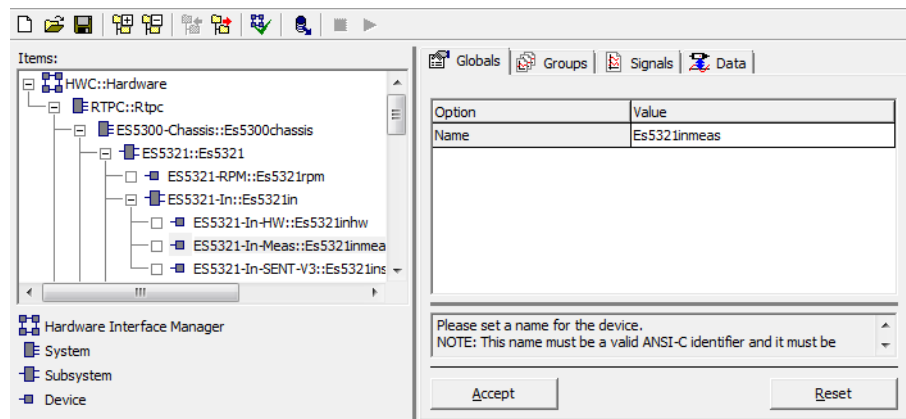 Items:
HWC::Hardware
RTPC::Rtpc
ES5300-Chassis::Es5300chassis
ES5321::Es5321
ES5321-RPM::Es5321rpm
ES5321-In::Es5321in
ES5321-In-HW::Es5321inhw
ES5321-In-Meas::Es5321inmea
ES5321-In-SENT-V3::Es5321ins
Hardware Interface Manager
System
Subsystem
Device
Globals Groups Signals Data
Option Value
Name Es5321inmeas
Please set a name for the device.
NOTE: This name must be a valid ANSI-C identifier and it must be
Accept Reset